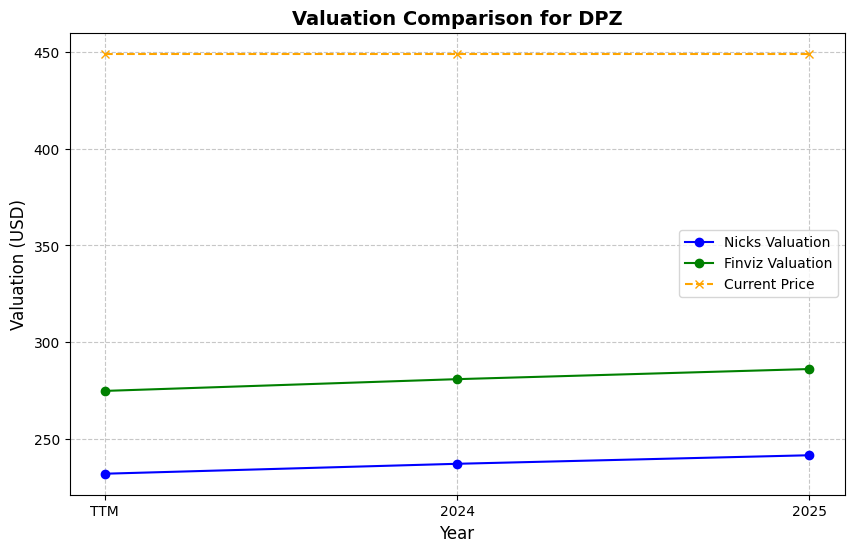 Valuation Comparison for DPZ
450
400
350
300
250
Valuation (USD)
Nicks Valuation
Finviz Valuation
Current Price
TTM
2024
2025
Year